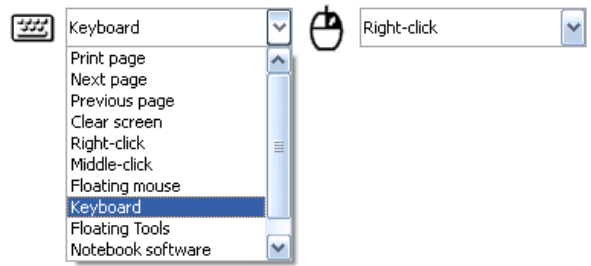 Keyboard
Right-click
Print page
Next page
Previous page
Clear screen
Right-click
Middle-click
Floating mouse
Keyboard
Floating Tools
Notebook software